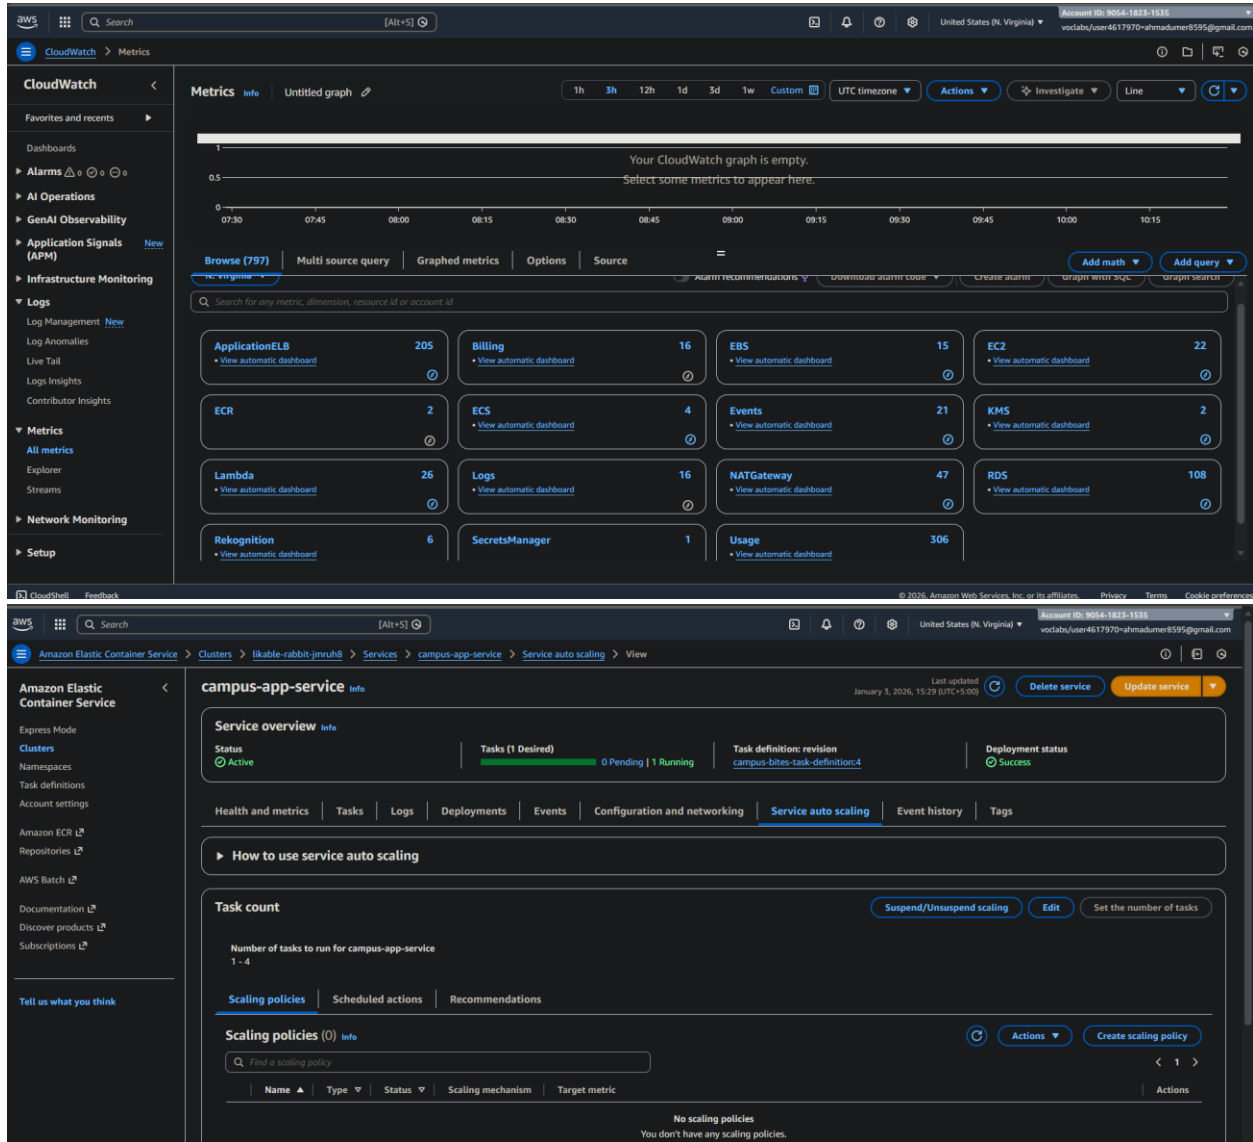 aws
Search
[Alt+S]
United States (N. Virginia)
Account ID: 9054-1823-1535
voclabs/user4617970=ahmadumer8595@gmail.com
CloudWatch > Metrics
CloudWatch
Favorites and recents
Dashboards
Alarms 0 0 0
AI Operations
GenAI Observability
Application Signals (APM) New
Infrastructure Monitoring
Logs
Log Management New
Log Anomalies
Live Tail
Logs Insights
Contributor Insights
Metrics
All metrics
Explorer
Streams
Network Monitoring
Setup
Metrics Info Untitled graph
1h 3h 12h 1d 3d 1w Custom UTC timezone Actions Investigate Line
1
Your CloudWatch graph is empty.
0.5
Select some metrics to appear here.
0
07:30 07:45 08:00 08:15 08:30 08:45 09:00 09:15 09:30 09:45 10:00 10:15
Browse (797) Multi source query Graphed metrics Options Source = Add math Add query
N. Virginia Alarm recommendations Download alarm code Create alarm Graph with SQL Graph search
Search for any metric, dimension, resource id or account id
ApplicationELB 205 Billing 16 EBS 15 EC2 22
• View automatic dashboard • View automatic dashboard • View automatic dashboard • View automatic dashboard
ECR 2 ECS 4 Events 21 KMS 2
• View automatic dashboard • View automatic dashboard • View automatic dashboard
Lambda 26 Logs 16 NATGateway 47 RDS 108
• View automatic dashboard • View automatic dashboard • View automatic dashboard • View automatic dashboard
Rekognition 6 SecretsManager 1 Usage 306
• View automatic dashboard • View automatic dashboard
CloudShell Feedback © 2026, Amazon Web Services, Inc. or its affiliates. Privacy Terms Cookie preferences
aws
Search
[Alt+S]
United States (N. Virginia)
Account ID: 9054-1823-1535
voclabs/user4617970=ahmadumer8595@gmail.com
Amazon Elastic Container Service > Clusters > likable-rabbit-jmruh8 > Services > campus-app-service > Service auto scaling > View
Amazon Elastic
Container Service
Express Mode
Clusters
Namespaces
Task definitions
Account settings
Amazon ECR
Repositories
AWS Batch
Documentation
Discover products
Subscriptions
Tell us what you think
campus-app-service Info
Last updated
January 3, 2026, 15:29 (UTC+5:00)
Delete service Update service
Service overview Info
Status Tasks (1 Desired) Task definition: revision Deployment status
Active 0 Pending | 1 Running campus-bites-task-definition:4 Success
Health and metrics Tasks Logs Deployments Events Configuration and networking Service auto scaling Event history Tags
How to use service auto scaling
Task count Suspend/Unsuspend scaling Edit Set the number of tasks
Number of tasks to run for campus-app-service
1 - 4
Scaling policies Scheduled actions Recommendations
Scaling policies (0) Info Actions Create scaling policy
Find a scaling policy < 1 >
Name Type Status Scaling mechanism Target metric Actions
No scaling policies
You don't have any scaling policies.